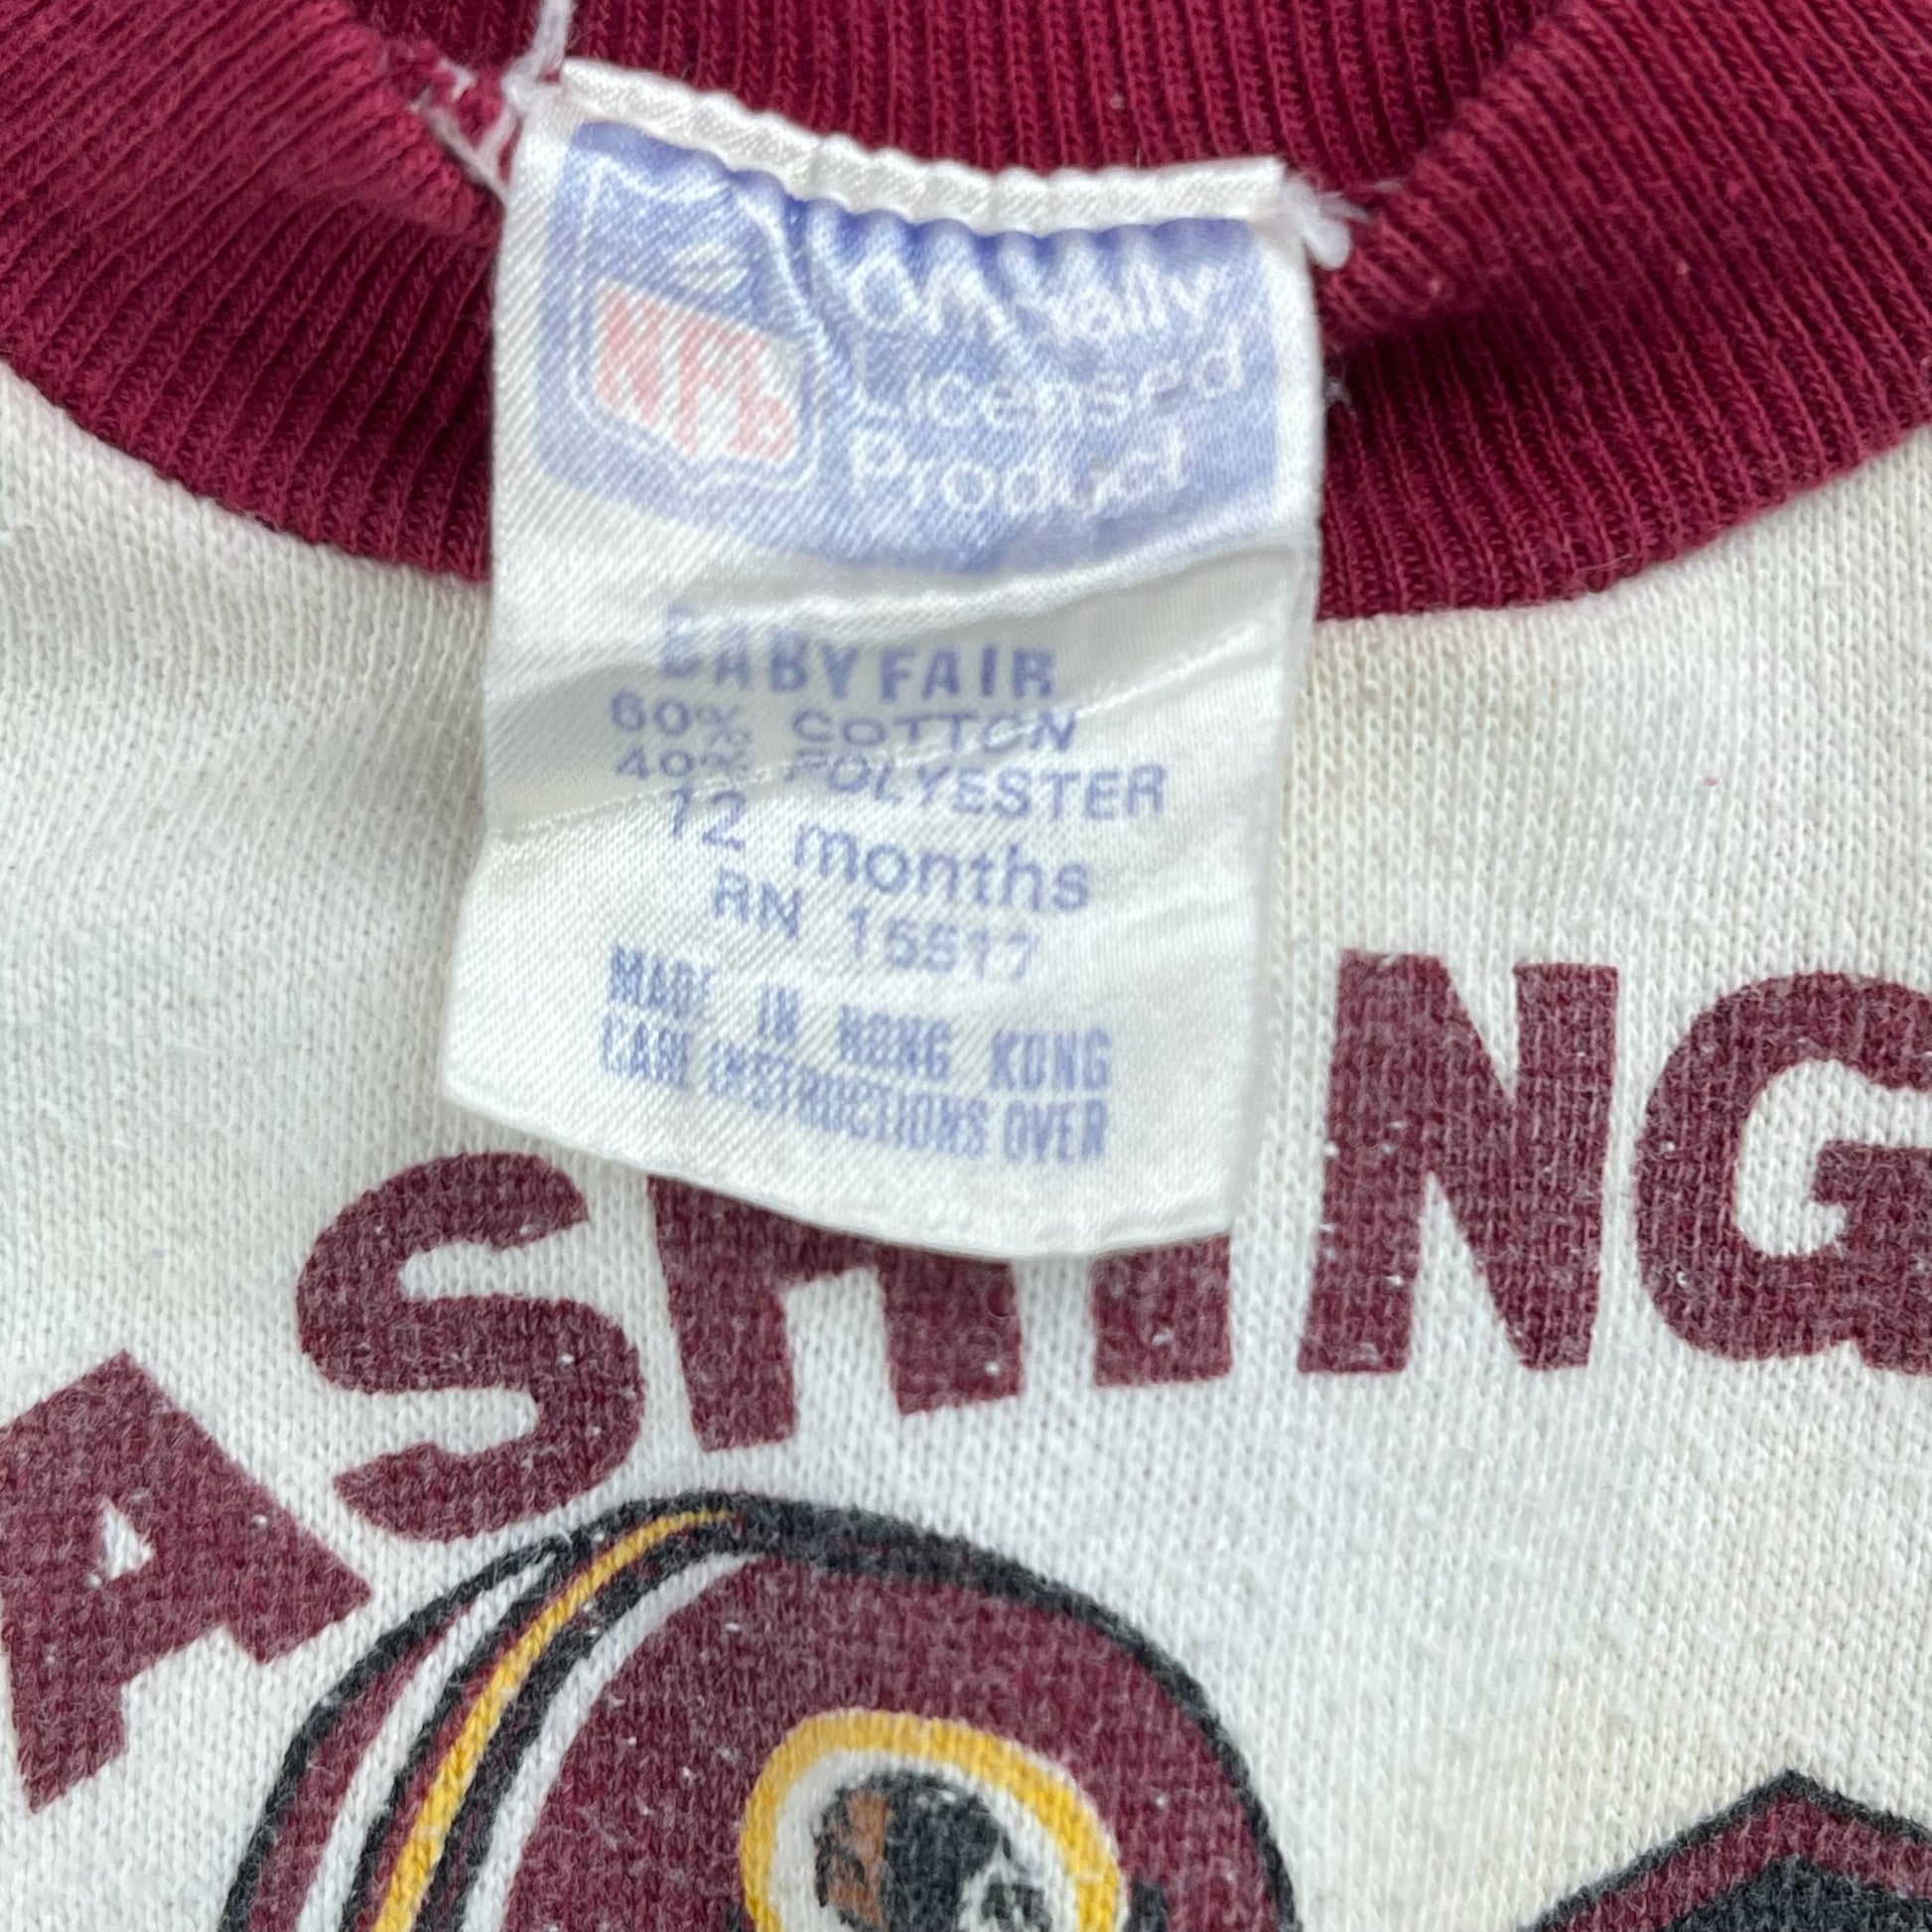 NFL
Officially
Licensed
Product
BABYFAIR
60% COTTON
40% POLYESTER
12 months
RN 15517
MADE IN HONG KONG
CARE INSTRUCTIONS OVER
ASHING